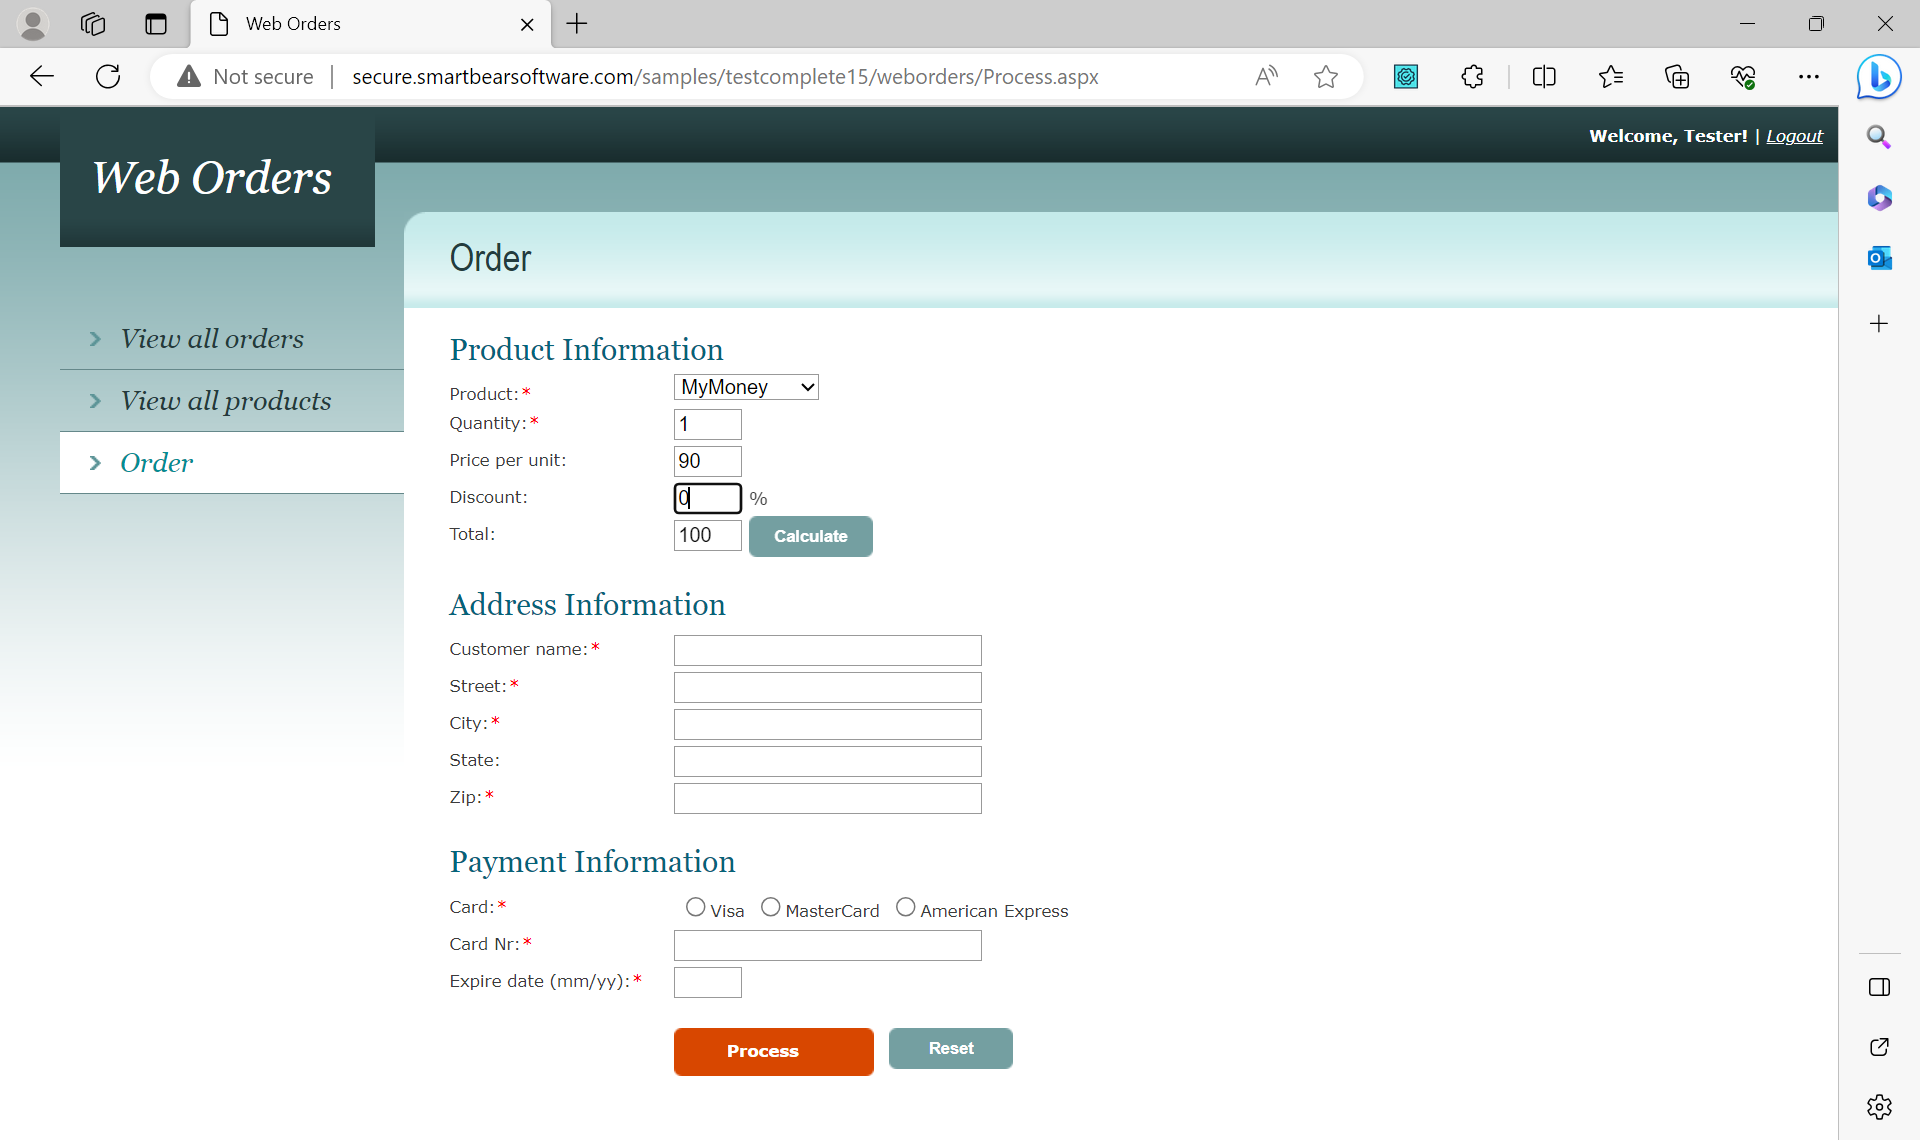 Web Orders
Not secure
secure.smartbearsoftware.com/samples/testcomplete15/weborders/Process.aspx
Welcome, Tester! | Logout
Web Orders
Order
View all orders
View all products
Order
Product Information
Product:* MyMoney
Quantity:* 1
Price per unit: 90
Discount: 0 %
Total: 100 Calculate
Address Information
Customer name:*
Street:*
City:*
State:
Zip:*
Payment Information
Card:* Visa MasterCard American Express
Card Nr:*
Expire date (mm/yy):*
Process Reset